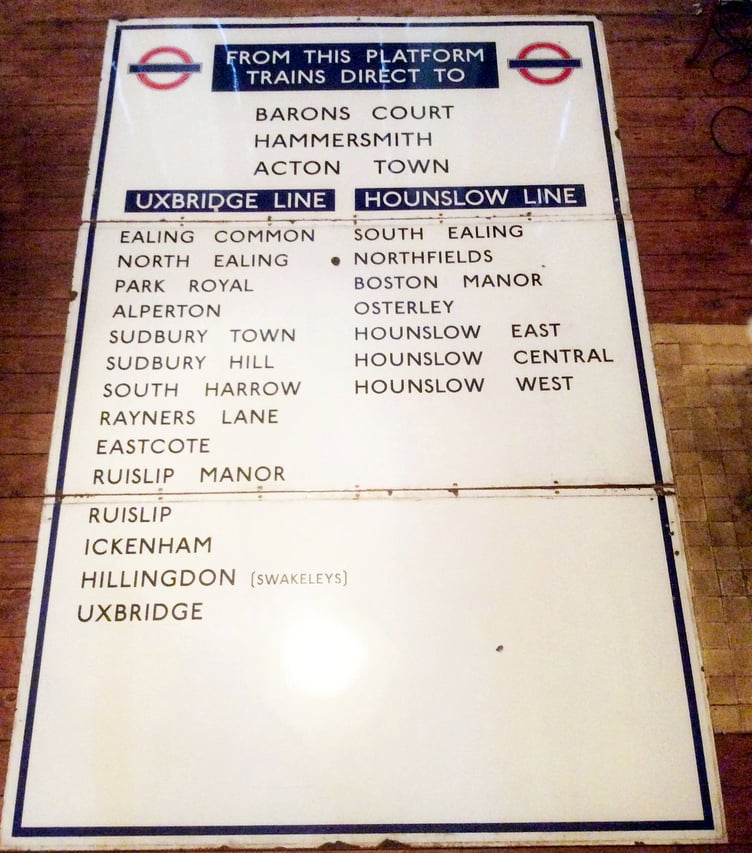 FROM THIS PLATFORM
TRAINS DIRECT TO
BARONS COURT
HAMMERSMITH
ACTON TOWN
UXBRIDGE LINE
EALING COMMON
NORTH EALING
PARK ROYAL
ALPERTON
SUDBURY TOWN
SUDBURY HILL
SOUTH HARROW
RAYNERS LANE
EASTCOTE
RUISLIP MANOR
RUISLIP
ICKENHAM
HILLINGDON (SWAKELEYS)
UXBRIDGE
HOUNSLOW LINE
SOUTH EALING
NORTHFIELDS
BOSTON MANOR
OSTERLEY
HOUNSLOW EAST
HOUNSLOW CENTRAL
HOUNSLOW WEST